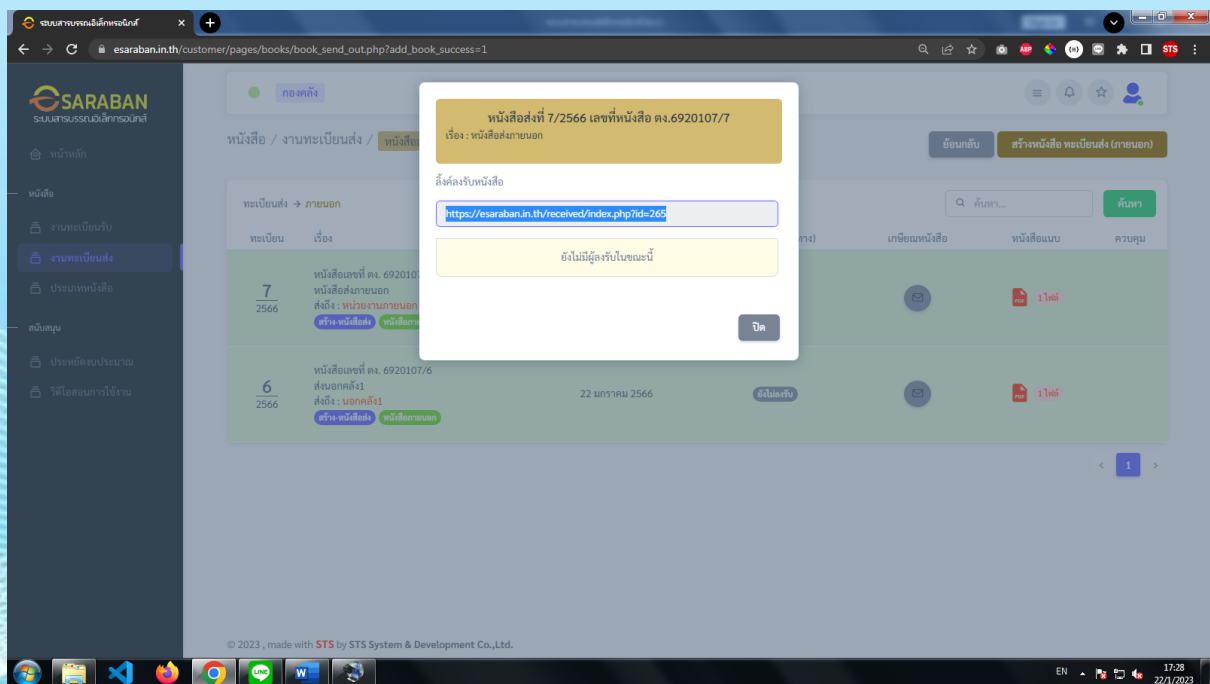 ระบบสารบรรณอิเล็กทรอนิกส์
esaraban.in.th/customer/pages/books/book_send_out.php?add_book_success=1
ABP
STS
SARABAN
ระบบสารบรรณอิเล็กทรอนิกส์
กองคลัง
หน้าหลัก
หนังสือ
งานทะเบียนรับ
งานทะเบียนส่ง
ประเภทหนังสือ
สนับสนุน
ประหยัดงบประมาณ
วิดีโอสอนการใช้งาน
หนังสือ / งานทะเบียนส่ง /
ย้อนกลับ
สร้างหนังสือ ทะเบียนส่ง (ภายนอก)
หนังสือส่งที่ 7/2566 เลขที่หนังสือ ตง.6920107/7
เรื่อง : หนังสือส่งภายนอก
ลิ้งค์ลงรับหนังสือ
https://esaraban.in.th/received/index.php?id=265
ยังไม่มีผู้ลงรับในขณะนี้
ปิด
ทะเบียนส่ง → ภายนอก
ค้นหา...
ค้นหา
ทะเบียน เรื่อง เกษียณหนังสือ หนังสือแนบ ควบคุม
7
2566
หนังสือเลขที่ ตง. 692010
หนังสือส่งภายนอก
ส่งถึง : หน่วยงานภายนอก
สร้าง-หนังสือส่ง
PDF
1 ไฟล์
6
2566
หนังสือเลขที่ ตง. 6920107/6
ส่งนอกคลัง1
ส่งถึง : นอกคลัง1
สร้าง-หนังสือส่ง หนังสือภายนอก
22 มกราคม 2566
ยังไม่ลงรับ
PDF
1 ไฟล์
1
© 2023 , made with STS by STS System & Development Co.,Ltd.
LINE
W
EN
17:28
22/1/2023